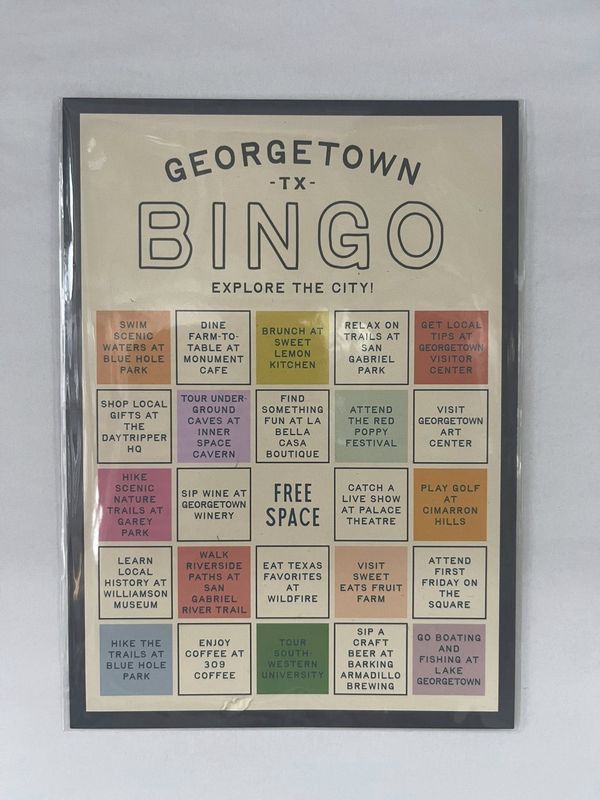 GEORGETOWN
-TX-
BINGO
EXPLORE THE CITY!
SWIM
SCENIC
WATERS AT
BLUE HOLE
PARK
DINE
FARM-TO-
TABLE AT
MONUMENT
CAFE
BRUNCH AT
SWEET
LEMON
KITCHEN
RELAX ON
TRAILS AT
SAN
GABRIEL
PARK
GET LOCAL
TIPS AT
GEORGETOWN
VISITOR
CENTER
SHOP LOCAL
GIFTS AT
THE
DAYTRIPPER
HQ
TOUR UNDER-
GROUND
CAVES AT
INNER
SPACE
CAVERN
FIND
SOMETHING
FUN AT LA
BELLA
CASA
BOUTIQUE
ATTEND
THE RED
POPPY
FESTIVAL
VISIT
GEORGETOWN
ART
CENTER
HIKE
SCENIC
NATURE
TRAILS AT
GAREY
PARK
SIP WINE AT
GEORGETOWN
WINERY
FREE
SPACE
CATCH A
LIVE SHOW
AT PALACE
THEATRE
PLAY GOLF
AT
CIMARRON
HILLS
LEARN
LOCAL
HISTORY AT
WILLIAMSON
MUSEUM
WALK
RIVERSIDE
PATHS AT
SAN
GABRIEL
RIVER TRAIL
EAT TEXAS
FAVORITES
AT
WILDFIRE
VISIT
SWEET
EATS FRUIT
FARM
ATTEND
FIRST
FRIDAY ON
THE
SQUARE
HIKE THE
TRAILS AT
BLUE HOLE
PARK
ENJOY
COFFEE AT
309
COFFEE
TOUR
SOUTH-
WESTERN
UNIVERSITY
SIP A
CRAFT
BEER AT
BARKING
ARMADILLO
BREWING
GO BOATING
AND
FISHING AT
LAKE
GEORGETOWN